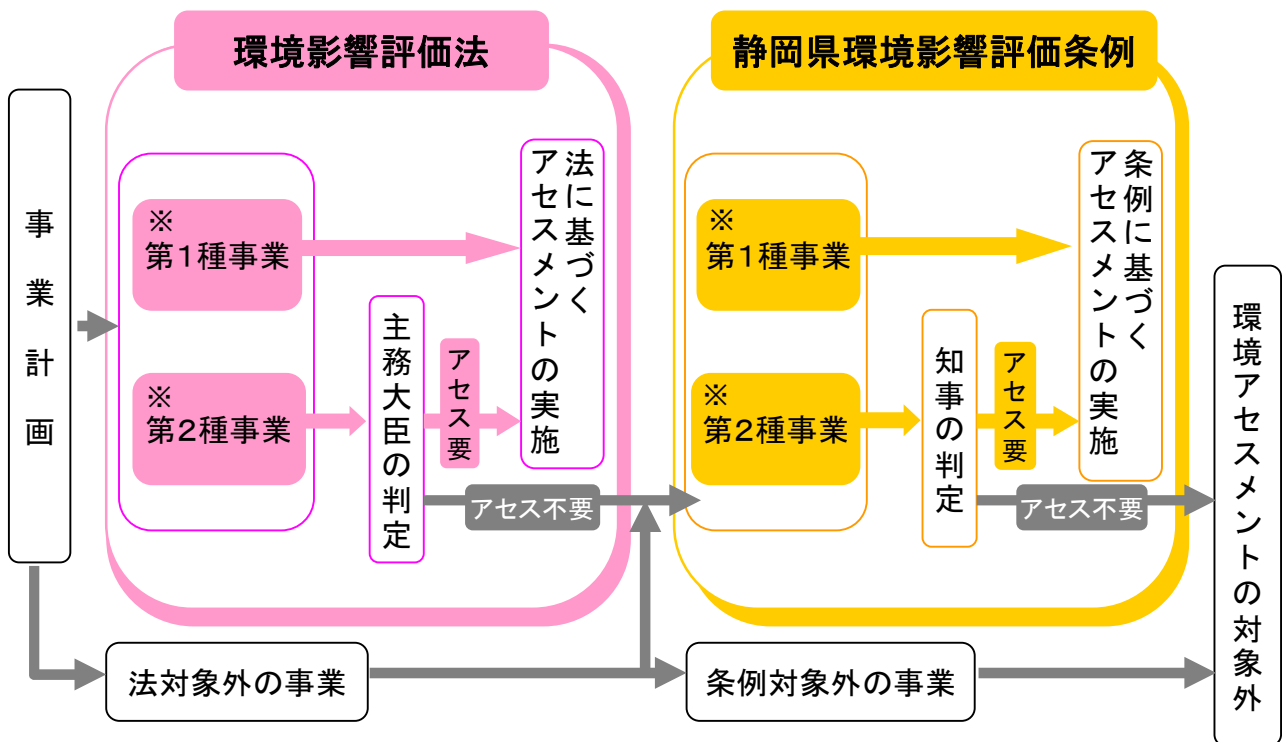 環境影響評価法
静岡県環境影響評価条例
事業計画
※
第1種事業
※
第2種事業
主務大臣の判定
アセス要
アセス不要
法に基づく
アセスメントの実施
※
第1種事業
※
第2種事業
知事の判定
アセス要
アセス不要
条例に基づく
アセスメントの実施
環境アセスメントの対象外
法対象外の事業
条例対象外の事業